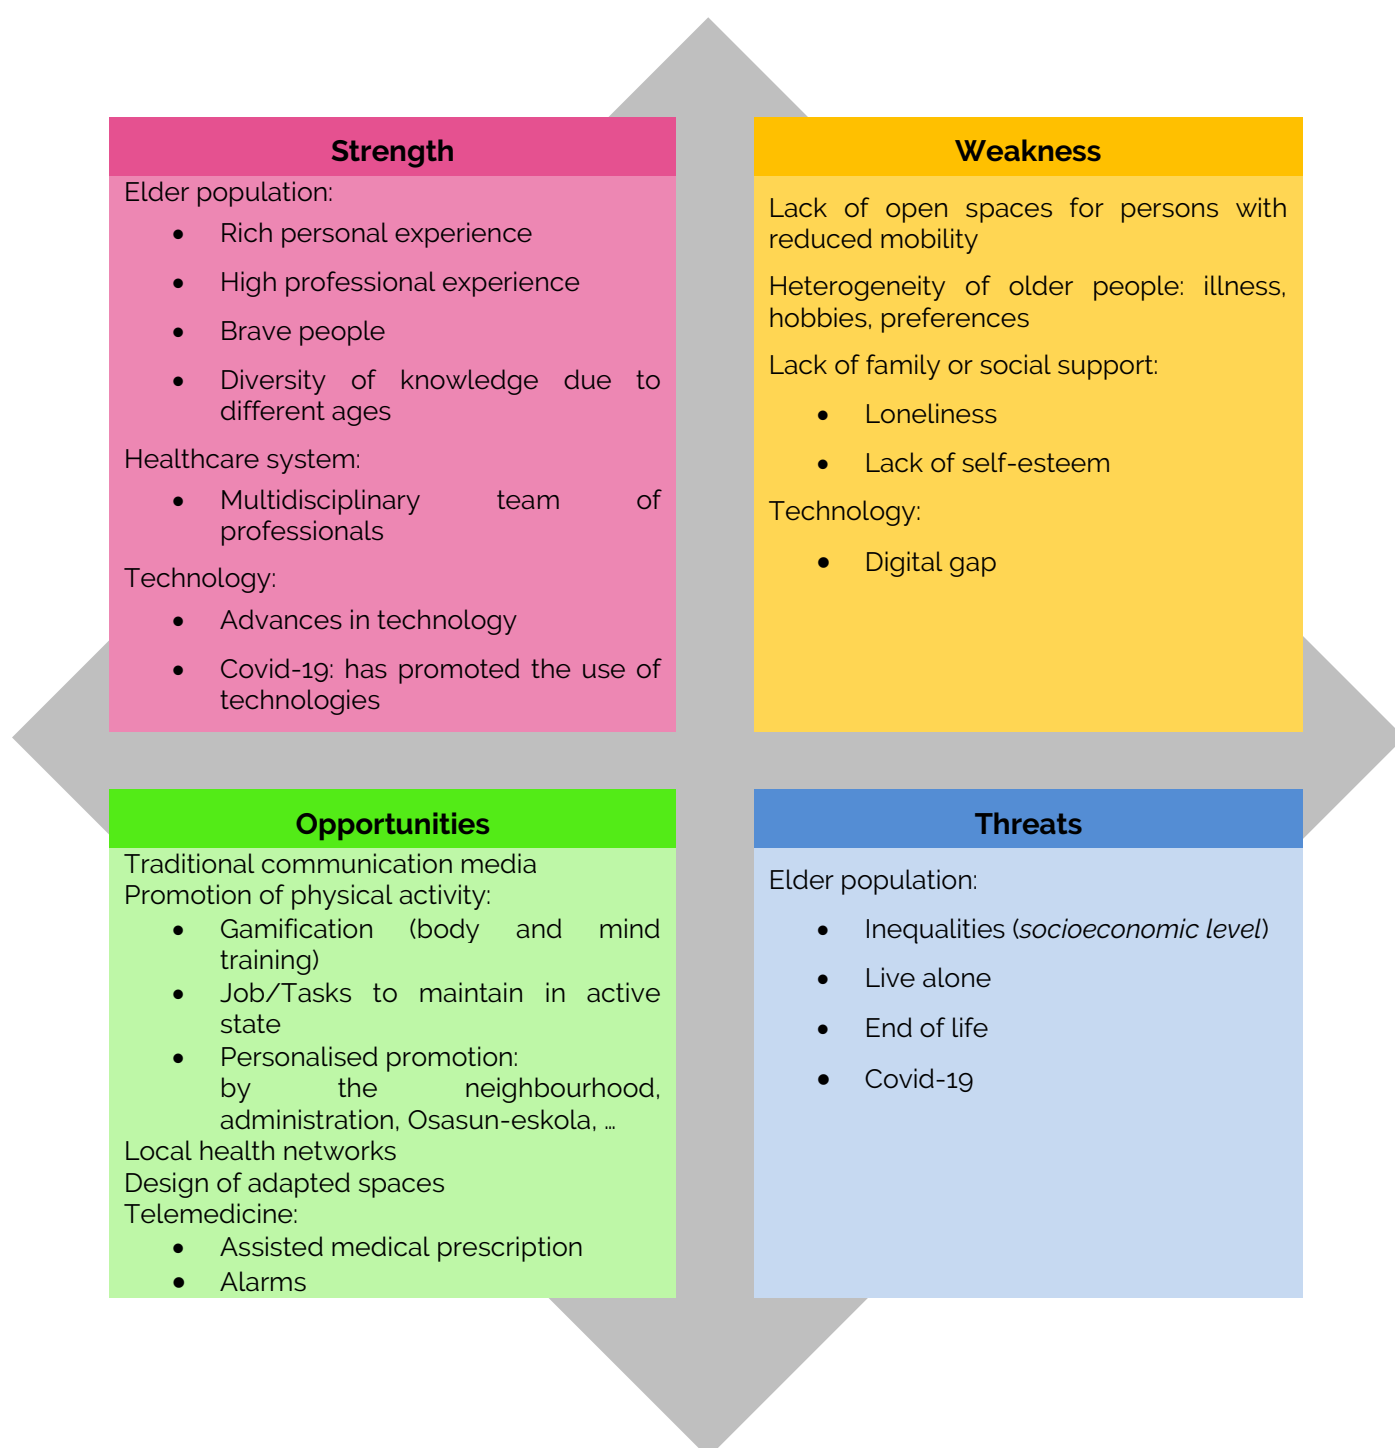 Strength
Elder population:
• Rich personal experience
• High professional experience
• Brave people
• Diversity of knowledge due to
different ages
Healthcare system:
• Multidisciplinary team of
professionals
Technology:
• Advances in technology
• Covid-19: has promoted the use of
technologies
Weakness
Lack of open spaces for persons with
reduced mobility
Heterogeneity of older people: illness,
hobbies, preferences
Lack of family or social support:
• Loneliness
• Lack of self-esteem
Technology:
• Digital gap
Opportunities
Traditional communication media
Promotion of physical activity:
• Gamification (body and mind
training)
• Job/Tasks to maintain in active
state
• Personalised promotion:
by the neighbourhood,
administration, Osasun-eskola, ...
Local health networks
Design of adapted spaces
Telemedicine:
• Assisted medical prescription
• Alarms
Threats
Elder population:
• Inequalities (socioeconomic level)
• Live alone
• End of life
• Covid-19